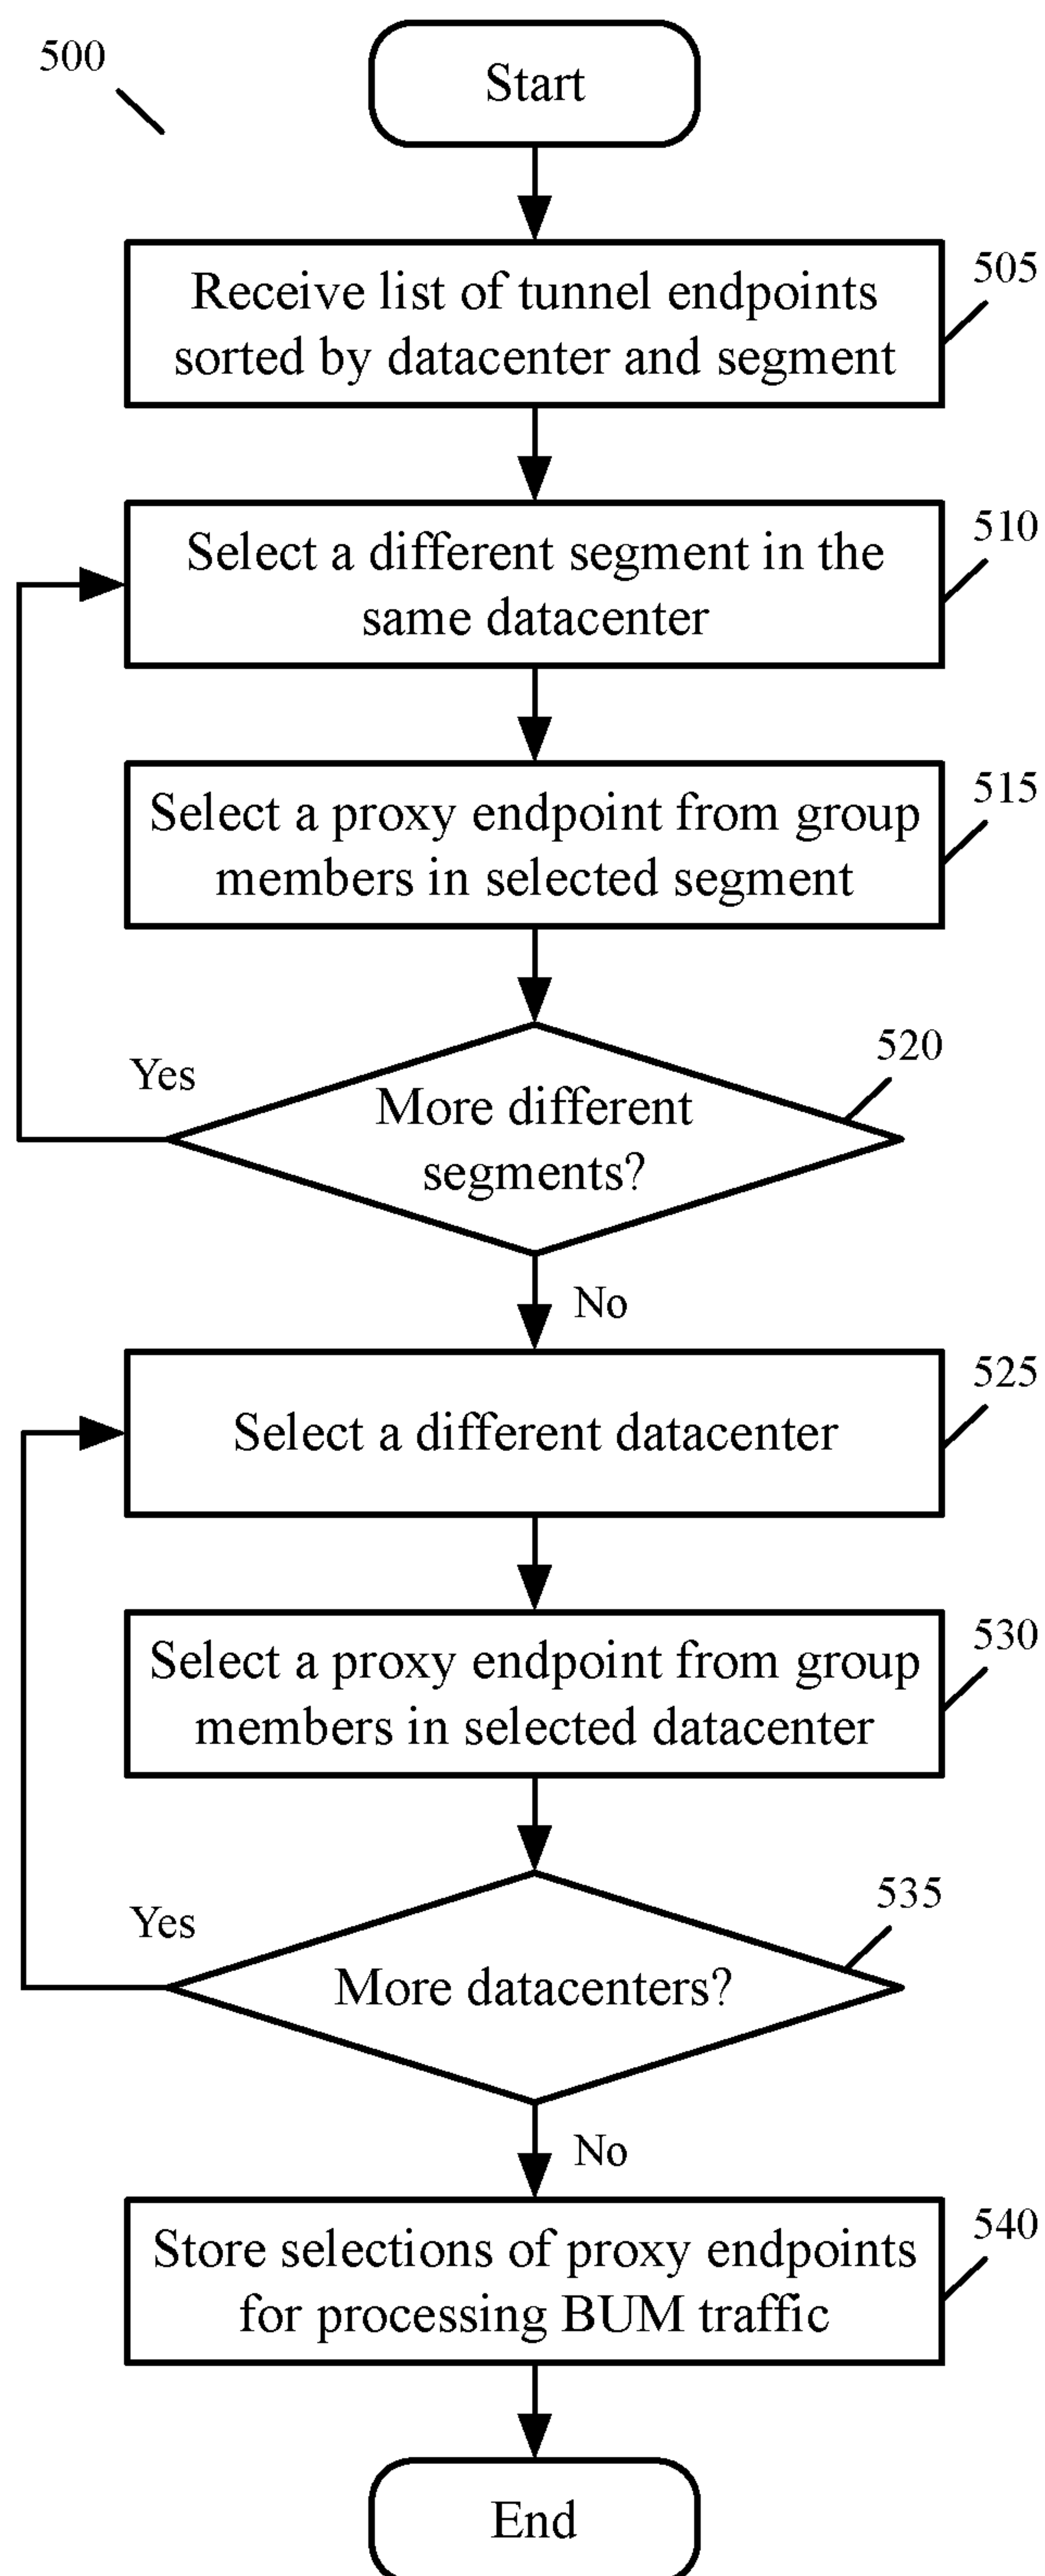 500
Start
505
Receive list of tunnel endpoints
sorted by datacenter and segment
510
Select a different segment in the
same datacenter
515
Select a proxy endpoint from group
members in selected segment
520
Yes
More different
segments?
No
525
Select a different datacenter
530
Select a proxy endpoint from group
members in selected datacenter
535
Yes
More datacenters?
No
540
Store selections of proxy endpoints
for processing BUM traffic
End